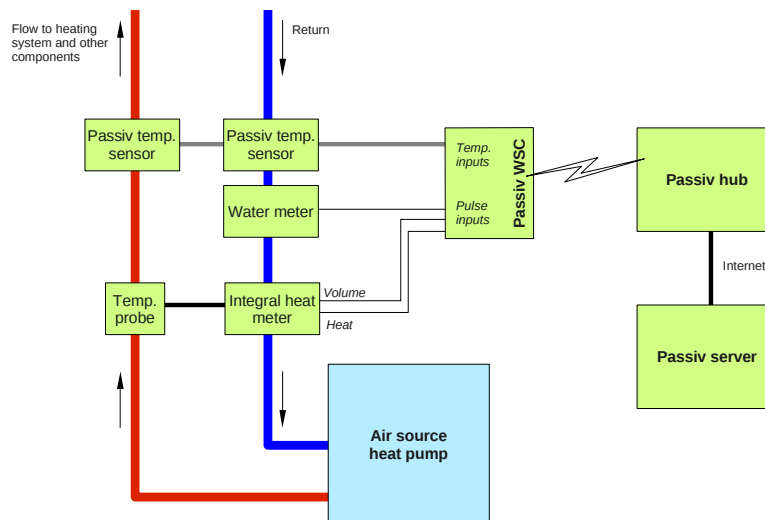 Flow to heating
system and other
components
Return
Passiv temp.
sensor
Passiv temp.
sensor
Temp.
inputs
Passiv WSC
Passiv hub
Water meter
Pulse
inputs
Internet
Temp.
probe
Integral heat
meter
Volume
Heat
Passiv server
Air source
heat pump